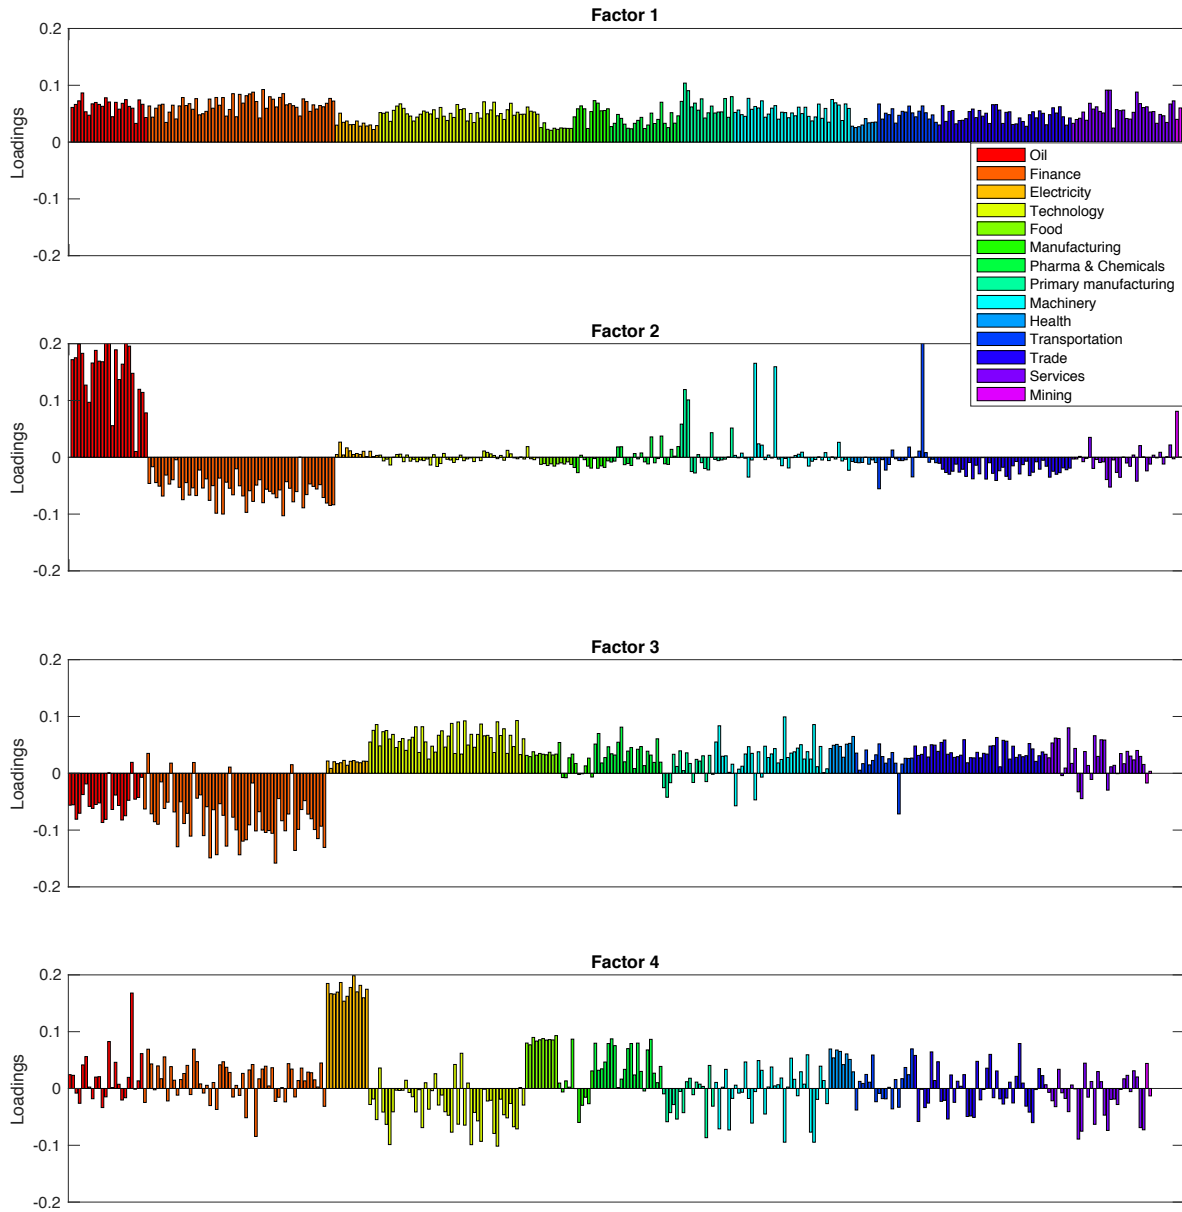 Factor 1
0.2
0.1
0
-0.1
-0.2
Loadings
Oil
Finance
Electricity
Technology
Food
Manufacturing
Pharma & Chemicals
Primary manufacturing
Machinery
Health
Transportation
Trade
Services
Mining
Factor 2
0.2
0.1
0
-0.1
-0.2
Loadings
Factor 3
0.2
0.1
0
-0.1
-0.2
Loadings
Factor 4
0.2
0.1
0
-0.1
-0.2
Loadings